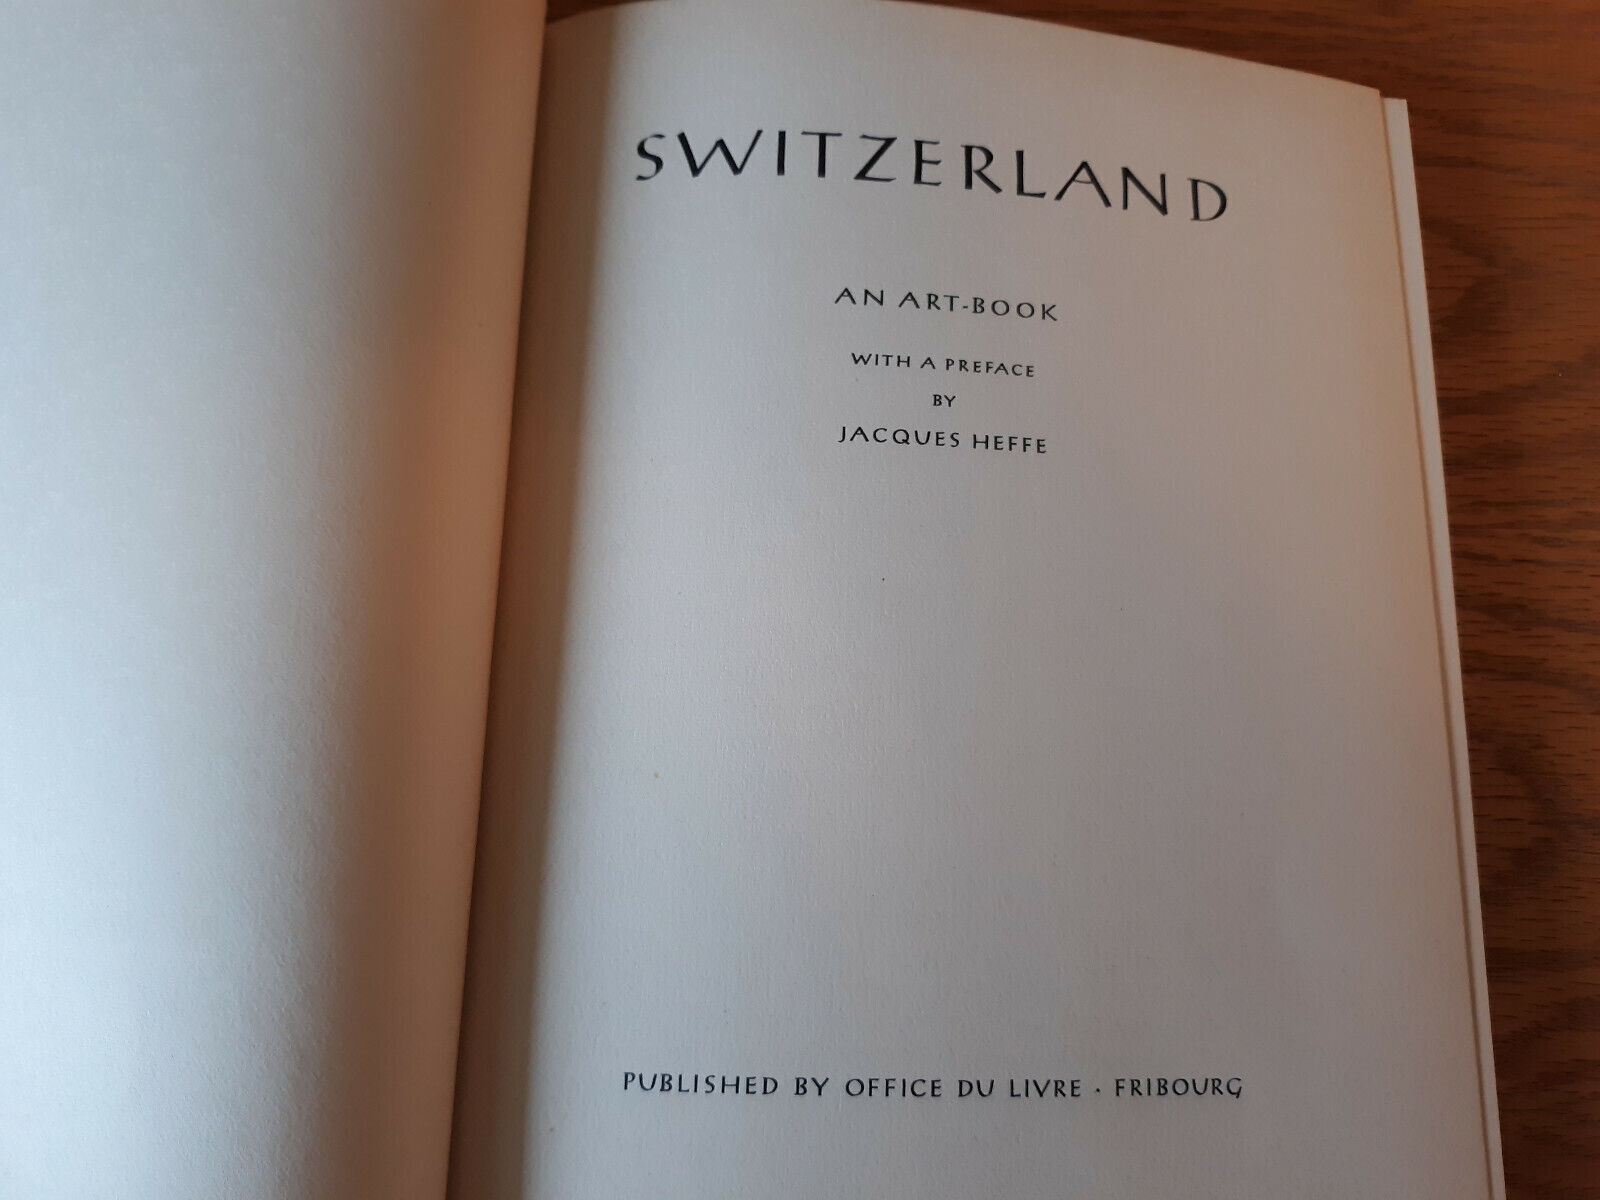 SWITZERLAND
AN ART-BOOK
WITH A PREFACE
BY
JACQUES HEFFE
PUBLISHED BY OFFICE DU LIVRE · FRIBOURG